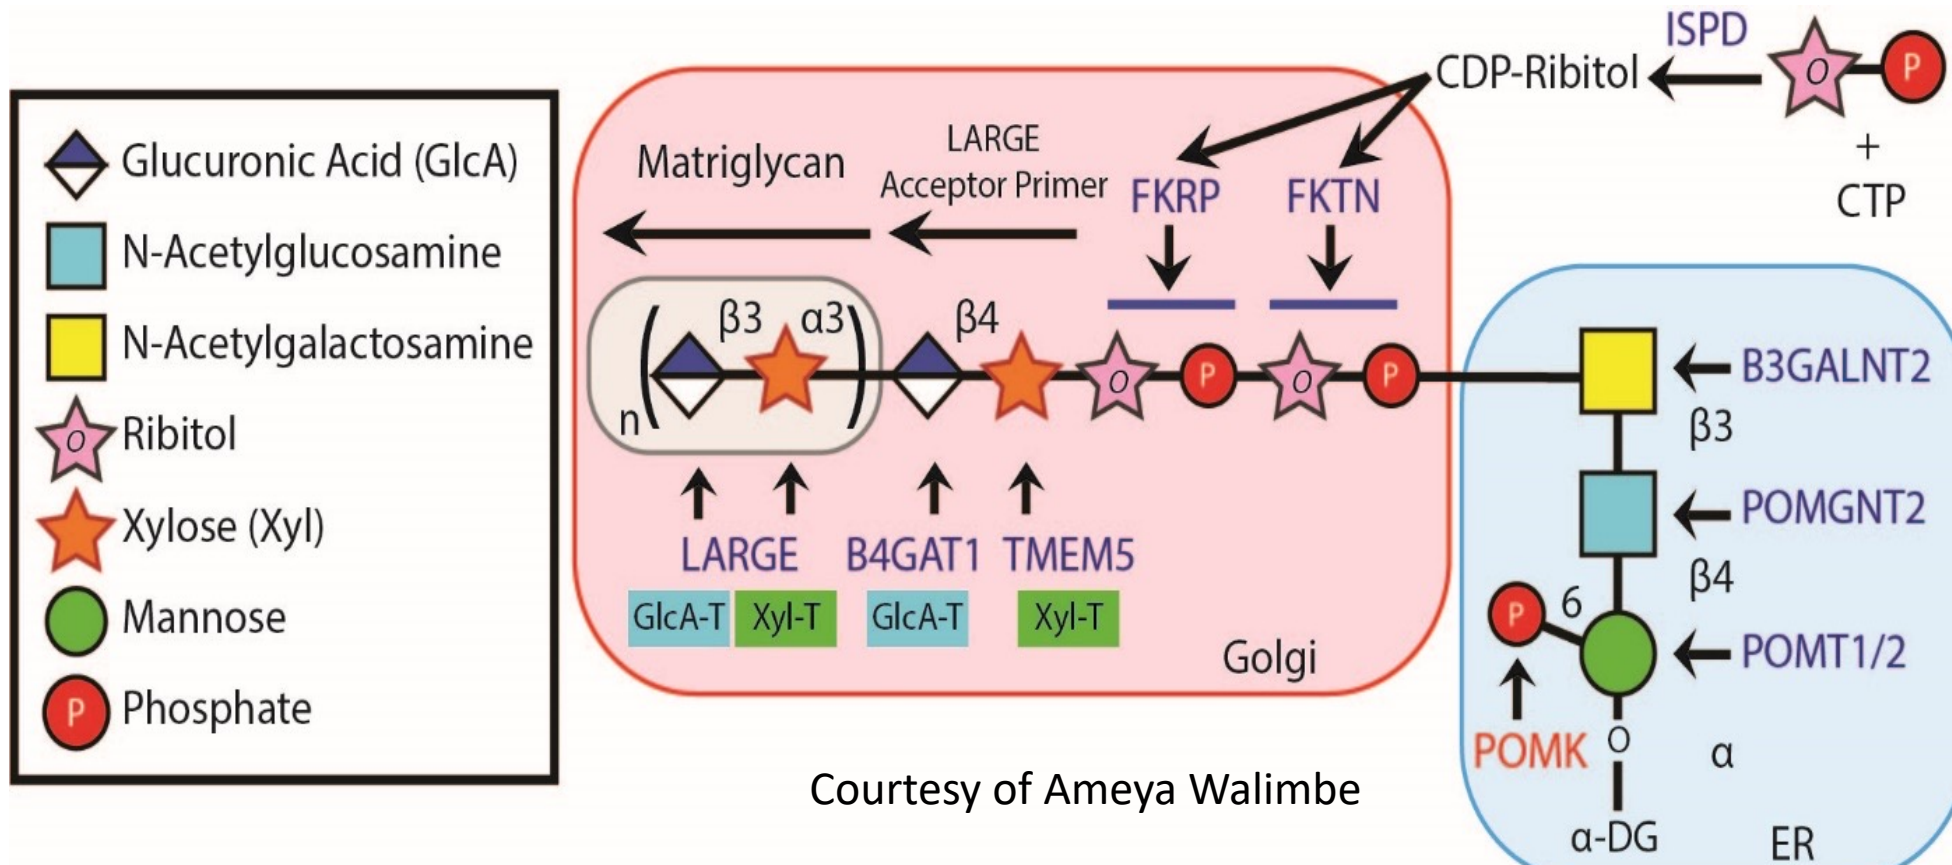 Glucuronic Acid (GlcA)
N-Acetylglucosamine
N-Acetylgalactosamine
O Ribitol
Xylose (Xyl)
Mannose
P Phosphate
Matriglycan
LARGE
Acceptor Primer
FKRP
FKTN
CDP-Ribitol
ISPD
O
P
+
CTP
n
(
β3
α3
)
β4
O
P
O
P
LARGE
B4GAT1
TMEM5
GlcA-T
Xyl-T
GlcA-T
Xyl-T
Golgi
B3GALNT2
β3
POMGNT2
β4
P
6
POMT1/2
POMK
O
α
α-DG
ER
Courtesy of Ameya Walimbe